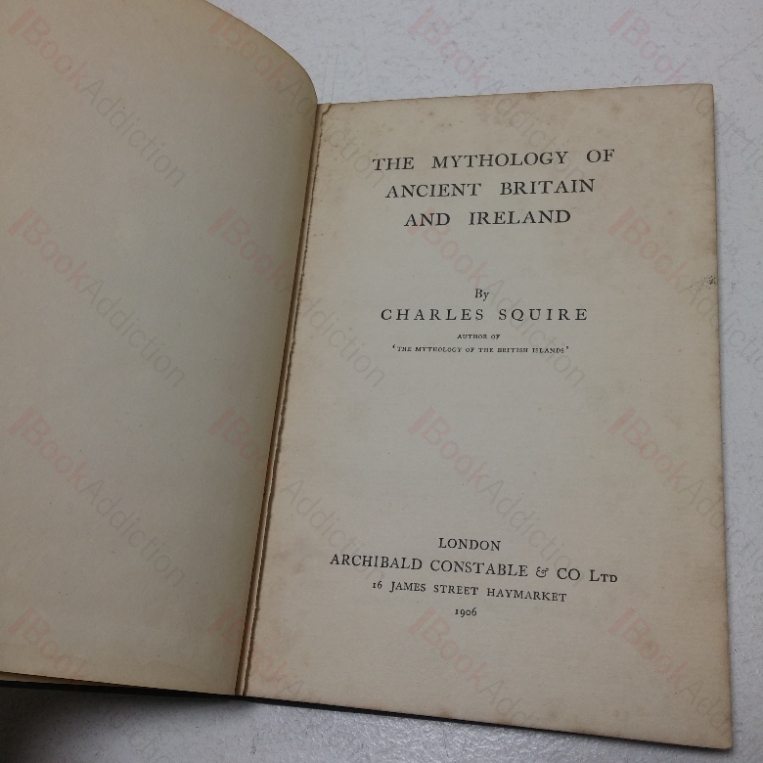 THE MYTHOLOGY OF
ANCIENT BRITAIN
AND IRELAND
By
CHARLES SQUIRE
AUTHOR OF
‘THE MYTHOLOGY OF THE BRITISH ISLANDS’
LONDON
ARCHIBALD CONSTABLE & CO LTD
16 JAMES STREET HAYMARKET
1906
BookAddiction